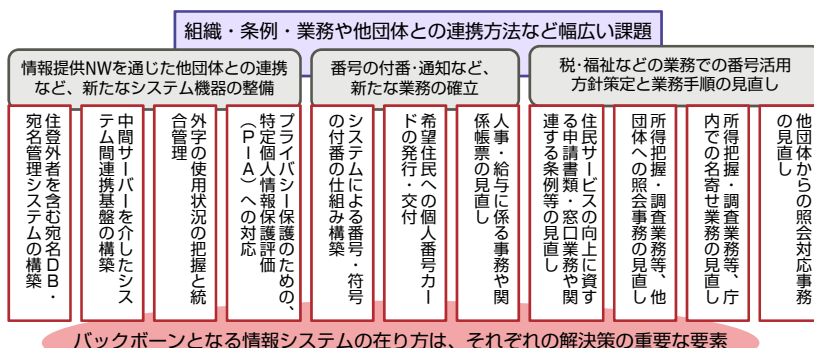 組織・条例・業務や他団体との連携方法など幅広い課題
情報提供NWを通じた他団体との連携
など、新たなシステム機器の整備
番号の付番・通知など、
新たな業務の確立
税・福祉などの業務での番号活用
方針策定と業務手順の見直し
住登外者を含む宛名DB・
宛名管理システムの構築
中間サーバーを介したシス
テム間連携基盤の構築
外字の使用状況の把握と統
合管理
プライバシー保護のための、
特定個人情報保護評価
（PIA）への対応
システムによる番号・符号
の付番の仕組み構築
希望住民への個人番号カー
ドの発行・交付
人事・給与に係る事務や関
係帳票の見直し
住民サービスの向上に資す
る申請書類・窓口業務や関
連する条例等の見直し
所得把握・調査業務等、他
団体への照会事務の見直し
所得把握・調査業務等、庁
内での名寄せ業務の見直し
他団体からの照会対応事務
の見直し
バックボーンとなる情報システムの在り方は、それぞれの解決策の重要な要素